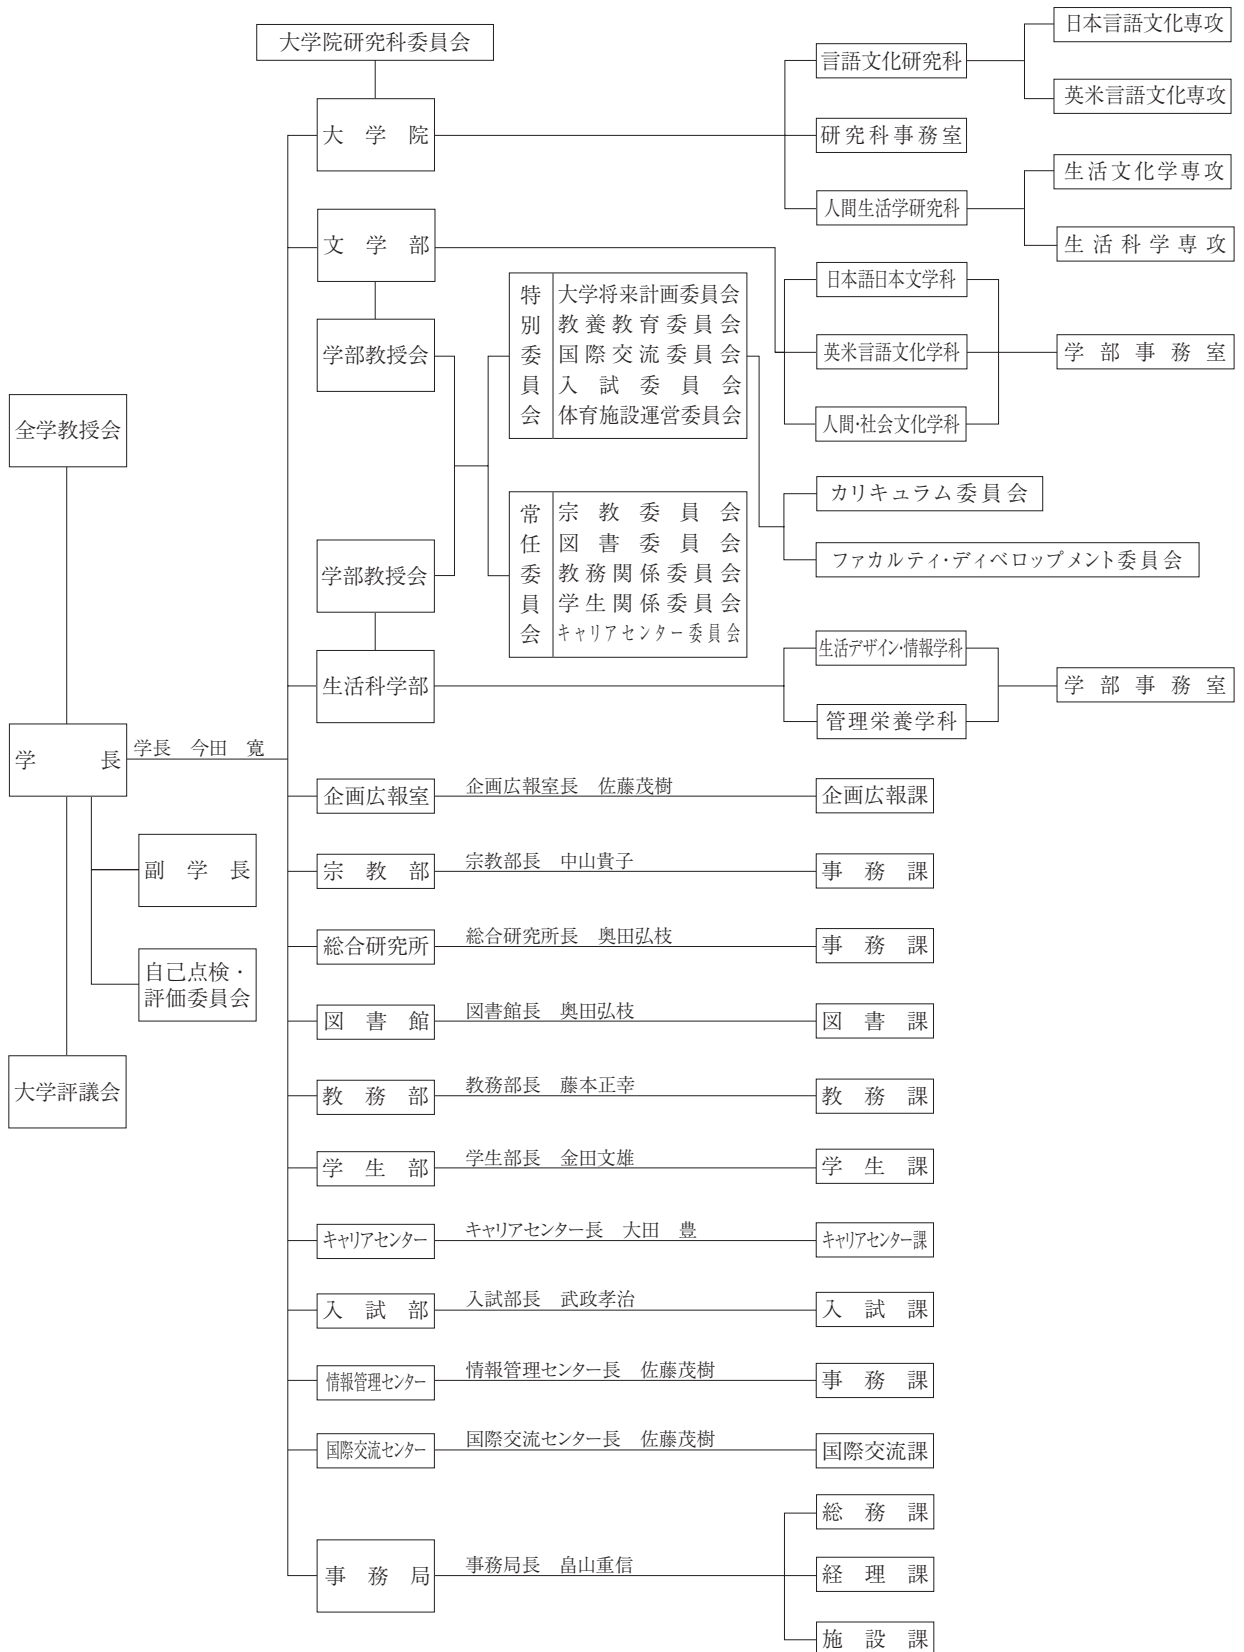 大学院研究科委員会
大学院
言語文化研究科
日本言語文化専攻
英米言語文化専攻
研究科事務室
人間生活学研究科
生活文化学専攻
生活科学専攻
文学部
日本語日本文学科
英米言語文化学科
人間・社会文化学科
学部事務室
学部教授会
特別委員会
大学将来計画委員会
教養教育委員会
国際交流委員会
入試委員会
体育施設運営委員会
カリキュラム委員会
ファカルティ・ディベロップメント委員会
常任委員会
宗教委員会
図書委員会
教務関係委員会
学生関係委員会
キャリアセンター委員会
学部教授会
生活科学部
生活デザイン・情報学科
管理栄養学科
学部事務室
全学教授会
学長
学長 今田 寛
副学長
自己点検・
評価委員会
大学評議会
企画広報室
企画広報室長 佐藤茂樹
企画広報課
宗教部
宗教部長 中山貴子
事務課
総合研究所
総合研究所長 奥田弘枝
事務課
図書館
図書館長 奥田弘枝
図書課
教務部
教務部長 藤本正幸
教務課
学生部
学生部長 金田文雄
学生課
キャリアセンター
キャリアセンター長 大田 豊
キャリアセンター課
入試部
入試部長 武政孝治
入試課
情報管理センター
情報管理センター長 佐藤茂樹
事務課
国際交流センター
国際交流センター長 佐藤茂樹
国際交流課
事務局
事務局長 畠山重信
総務課
経理課
施設課